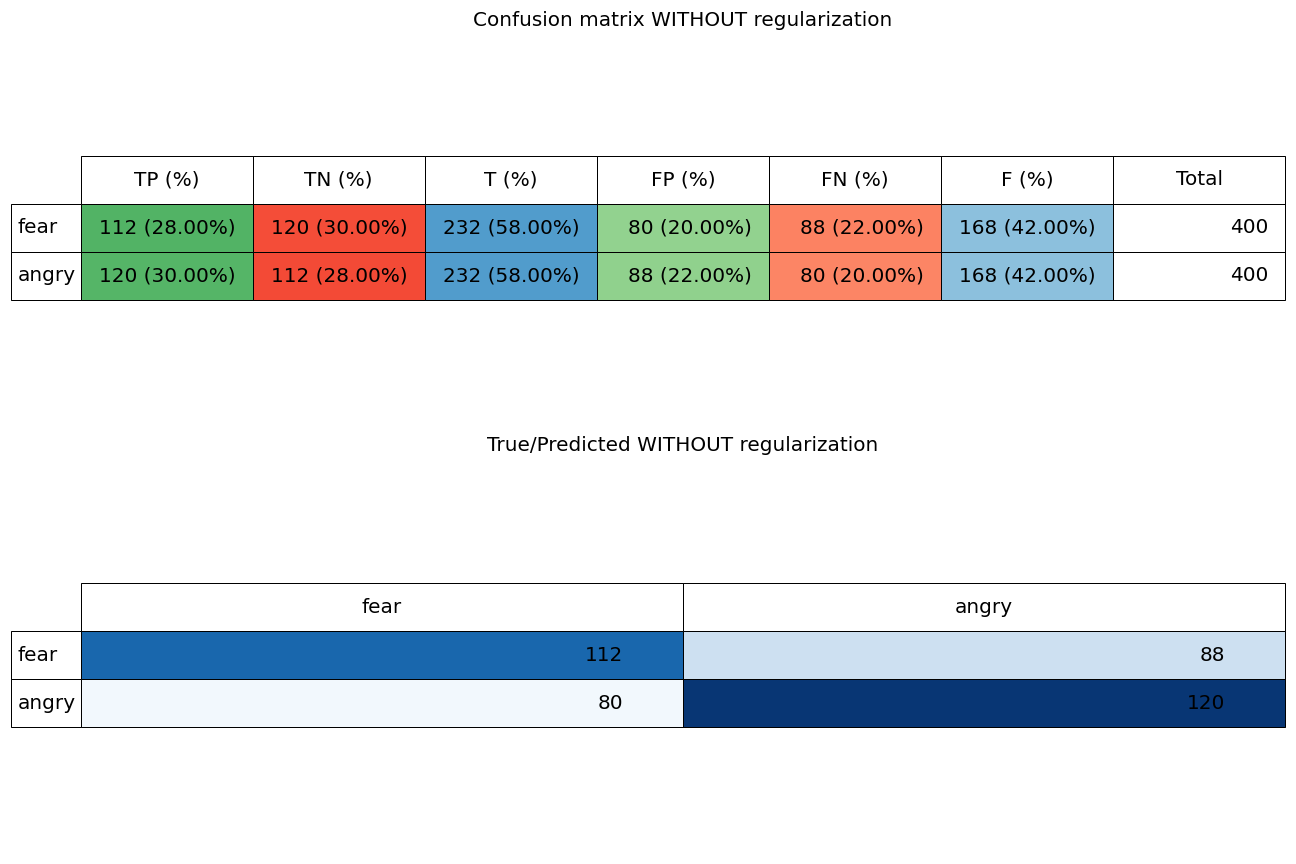 Confusion matrix WITHOUT regularization
TP (%) TN (%) T (%) FP (%) FN (%) F (%) Total
fear 112 (28.00%) 120 (30.00%) 232 (58.00%) 80 (20.00%) 88 (22.00%) 168 (42.00%) 400
angry 120 (30.00%) 112 (28.00%) 232 (58.00%) 88 (22.00%) 80 (20.00%) 168 (42.00%) 400
True/Predicted WITHOUT regularization
fear angry
fear 112 88
angry 80 120